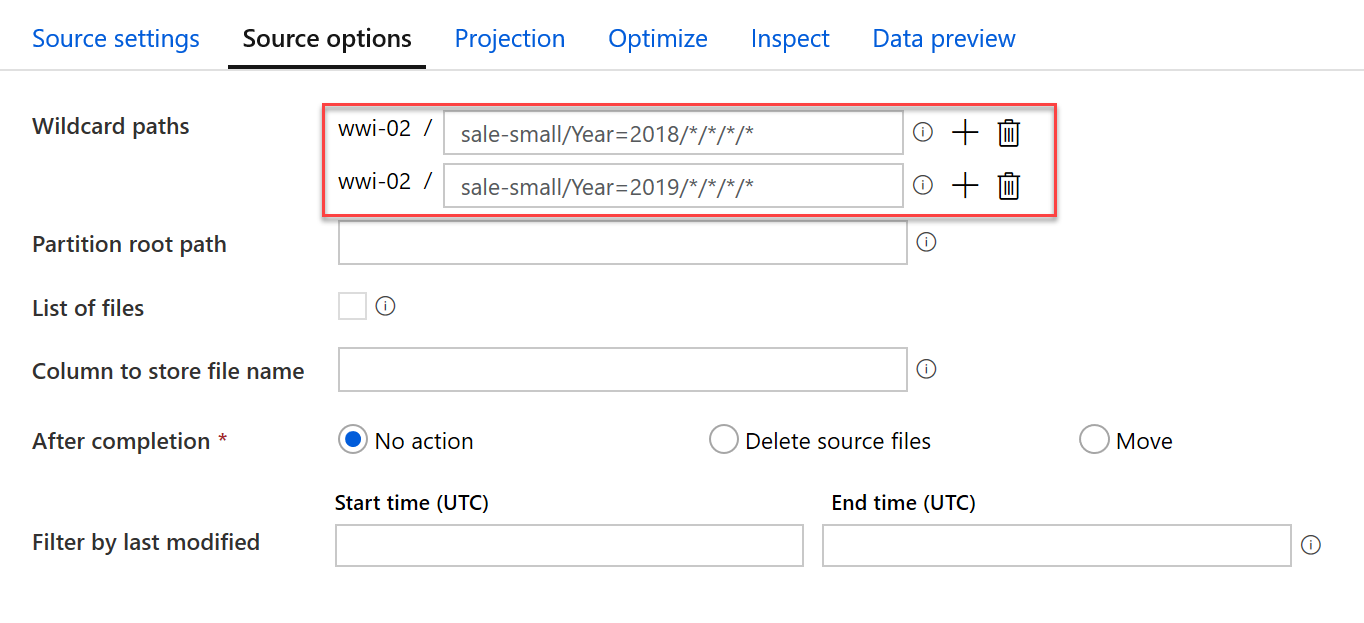 Source settings Source options Projection Optimize Inspect Data preview
Wildcard paths wwi-02 / sale-small/Year=2018/*/*/*/*
wwi-02 / sale-small/Year=2019/*/*/*/*
Partition root path
List of files
Column to store file name
After completion * No action Delete source files Move
Start time (UTC) End time (UTC)
Filter by last modified